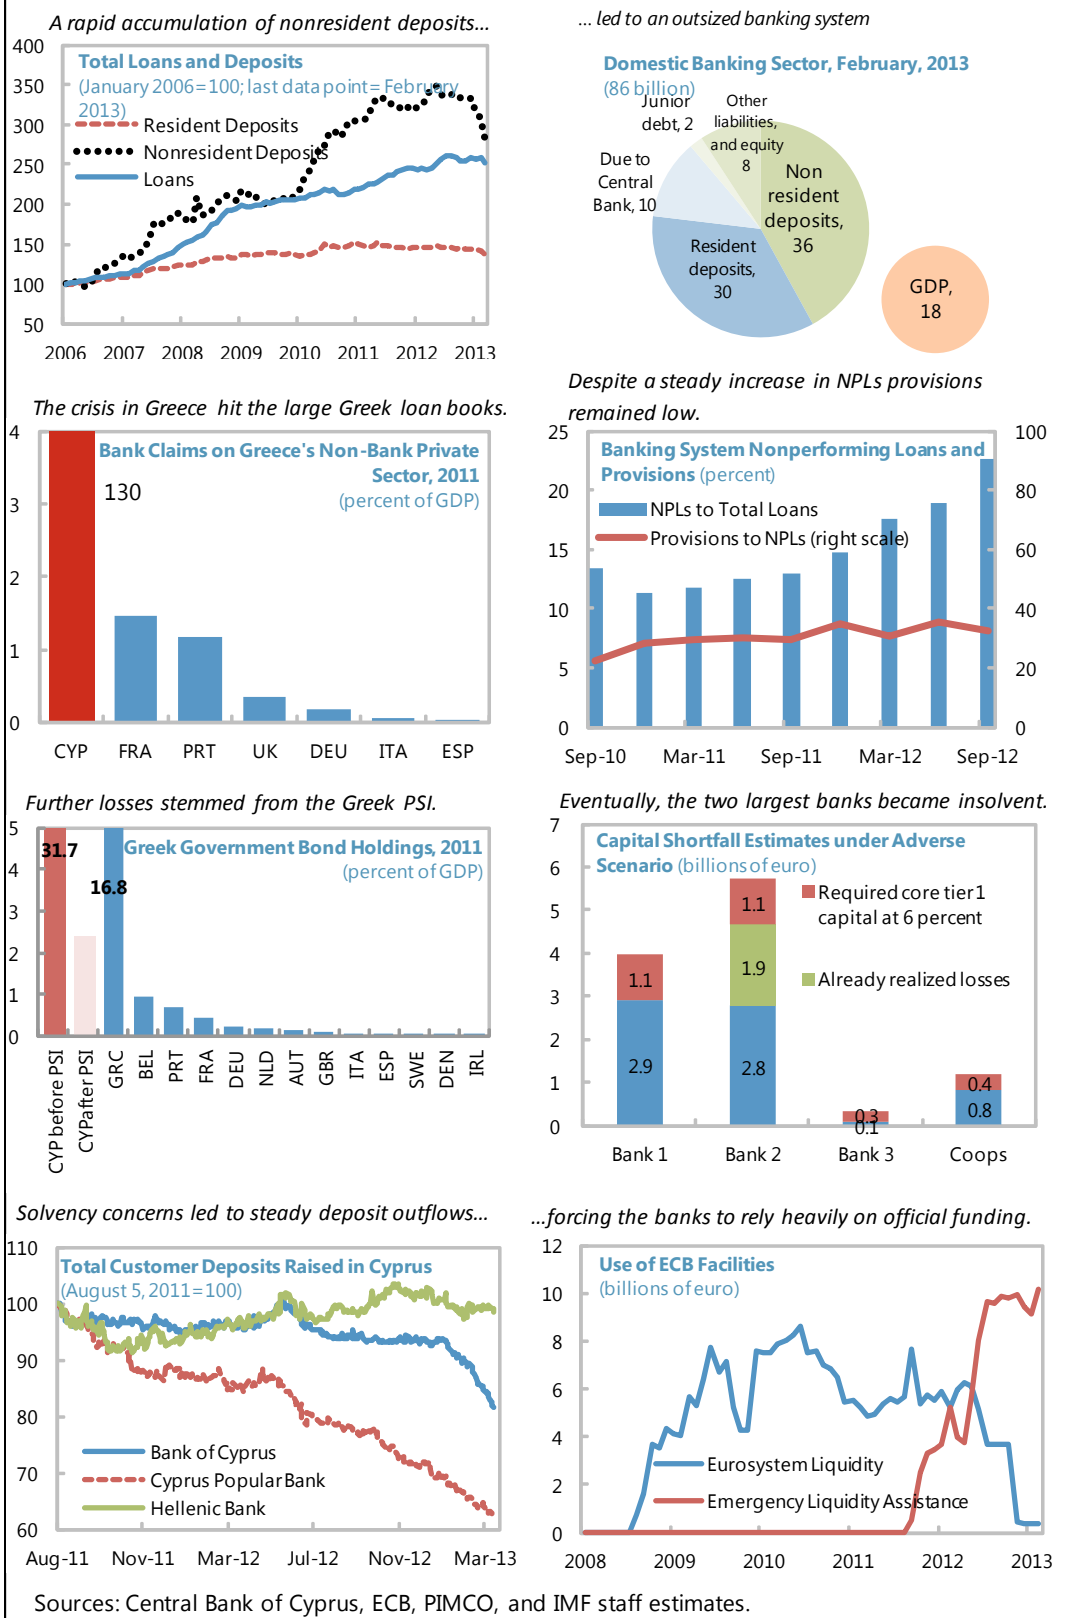 A rapid accumulation of nonresident deposits...
400
350
300
250
200
150
100
50
Total Loans and Deposits
(January 2006=100; last data point= February
2013)
Resident Deposits
Nonresident Deposits
Loans
2006 2007 2008 2009 2010 2011 2012 2013
... led to an outsized banking system
Domestic Banking Sector, February, 2013
(86 billion)
Junior
debt, 2
Other
liabilities,
and equity
8
Due to
Central
Bank, 10
Non
resident
deposits,
36
Resident
deposits,
30
GDP,
18
The crisis in Greece hit the large Greek loan books.
4
3
2
1
0
Bank Claims on Greece's Non-Bank Private
Sector, 2011
(percent of GDP)
130
CYP FRA PRT UK DEU ITA ESP
Despite a steady increase in NPLs provisions
remained low.
25
20
15
10
5
0
100
80
60
40
20
0
Banking System Nonperforming Loans and
Provisions (percent)
NPLs to Total Loans
Provisions to NPLs (right scale)
Sep-10 Mar-11 Sep-11 Mar-12 Sep-12
Further losses stemmed from the Greek PSI.
5
4
3
2
1
0
31.7
16.8
Greek Government Bond Holdings, 2011
(percent of GDP)
CYP before PSI
CYPafter PSI
GRC
BEL
PRT
FRA
DEU
NLD
AUT
GBR
ITA
ESP
SWE
DEN
IRL
Eventually, the two largest banks became insolvent.
7
6
5
4
3
2
1
0
Capital Shortfall Estimates under Adverse
Scenario (billions of euro)
Required core tier 1
capital at 6 percent
Already realized losses
1.1
2.9
1.1
1.9
2.8
0.3
0.1
0.4
0.8
Bank 1 Bank 2 Bank 3 Coops
Solvency concerns led to steady deposit outflows...
110
100
90
80
70
60
Total Customer Deposits Raised in Cyprus
(August 5, 2011=100)
Bank of Cyprus
Cyprus Popular Bank
Hellenic Bank
Aug-11 Nov-11 Mar-12 Jul-12 Nov-12 Mar-13
...forcing the banks to rely heavily on official funding.
12
10
8
6
4
2
0
Use of ECB Facilities
(billions of euro)
Eurosystem Liquidity
Emergency Liquidity Assistance
2008 2009 2010 2011 2012 2013
Sources: Central Bank of Cyprus, ECB, PIMCO, and IMF staff estimates.